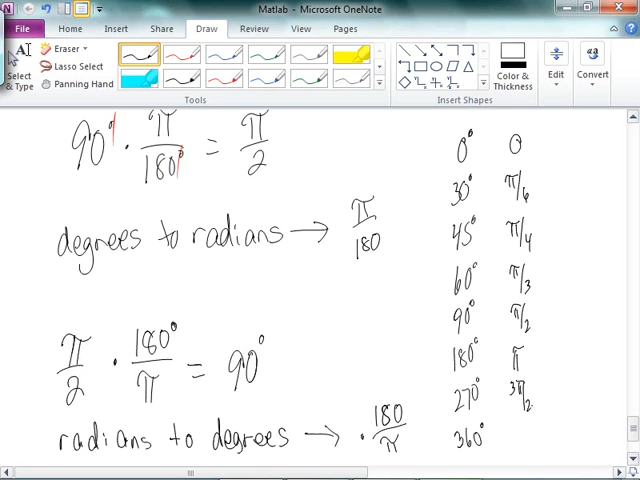 Matlab - Microsoft OneNote
File Home Insert Share Draw Review View Pages
Select & Type
Eraser
Lasso Select
Panning Hand
Color & Thickness
Edit
Convert
Tools
Insert Shapes
90° · π/180° = π/2
degrees to radians → π/180
π/2 · 180°/π = 90°
radians to degrees → · 180/π
0° 0
30° π/6
45° π/4
60° π/3
90° π/2
180° π
270° 3π/2
360°